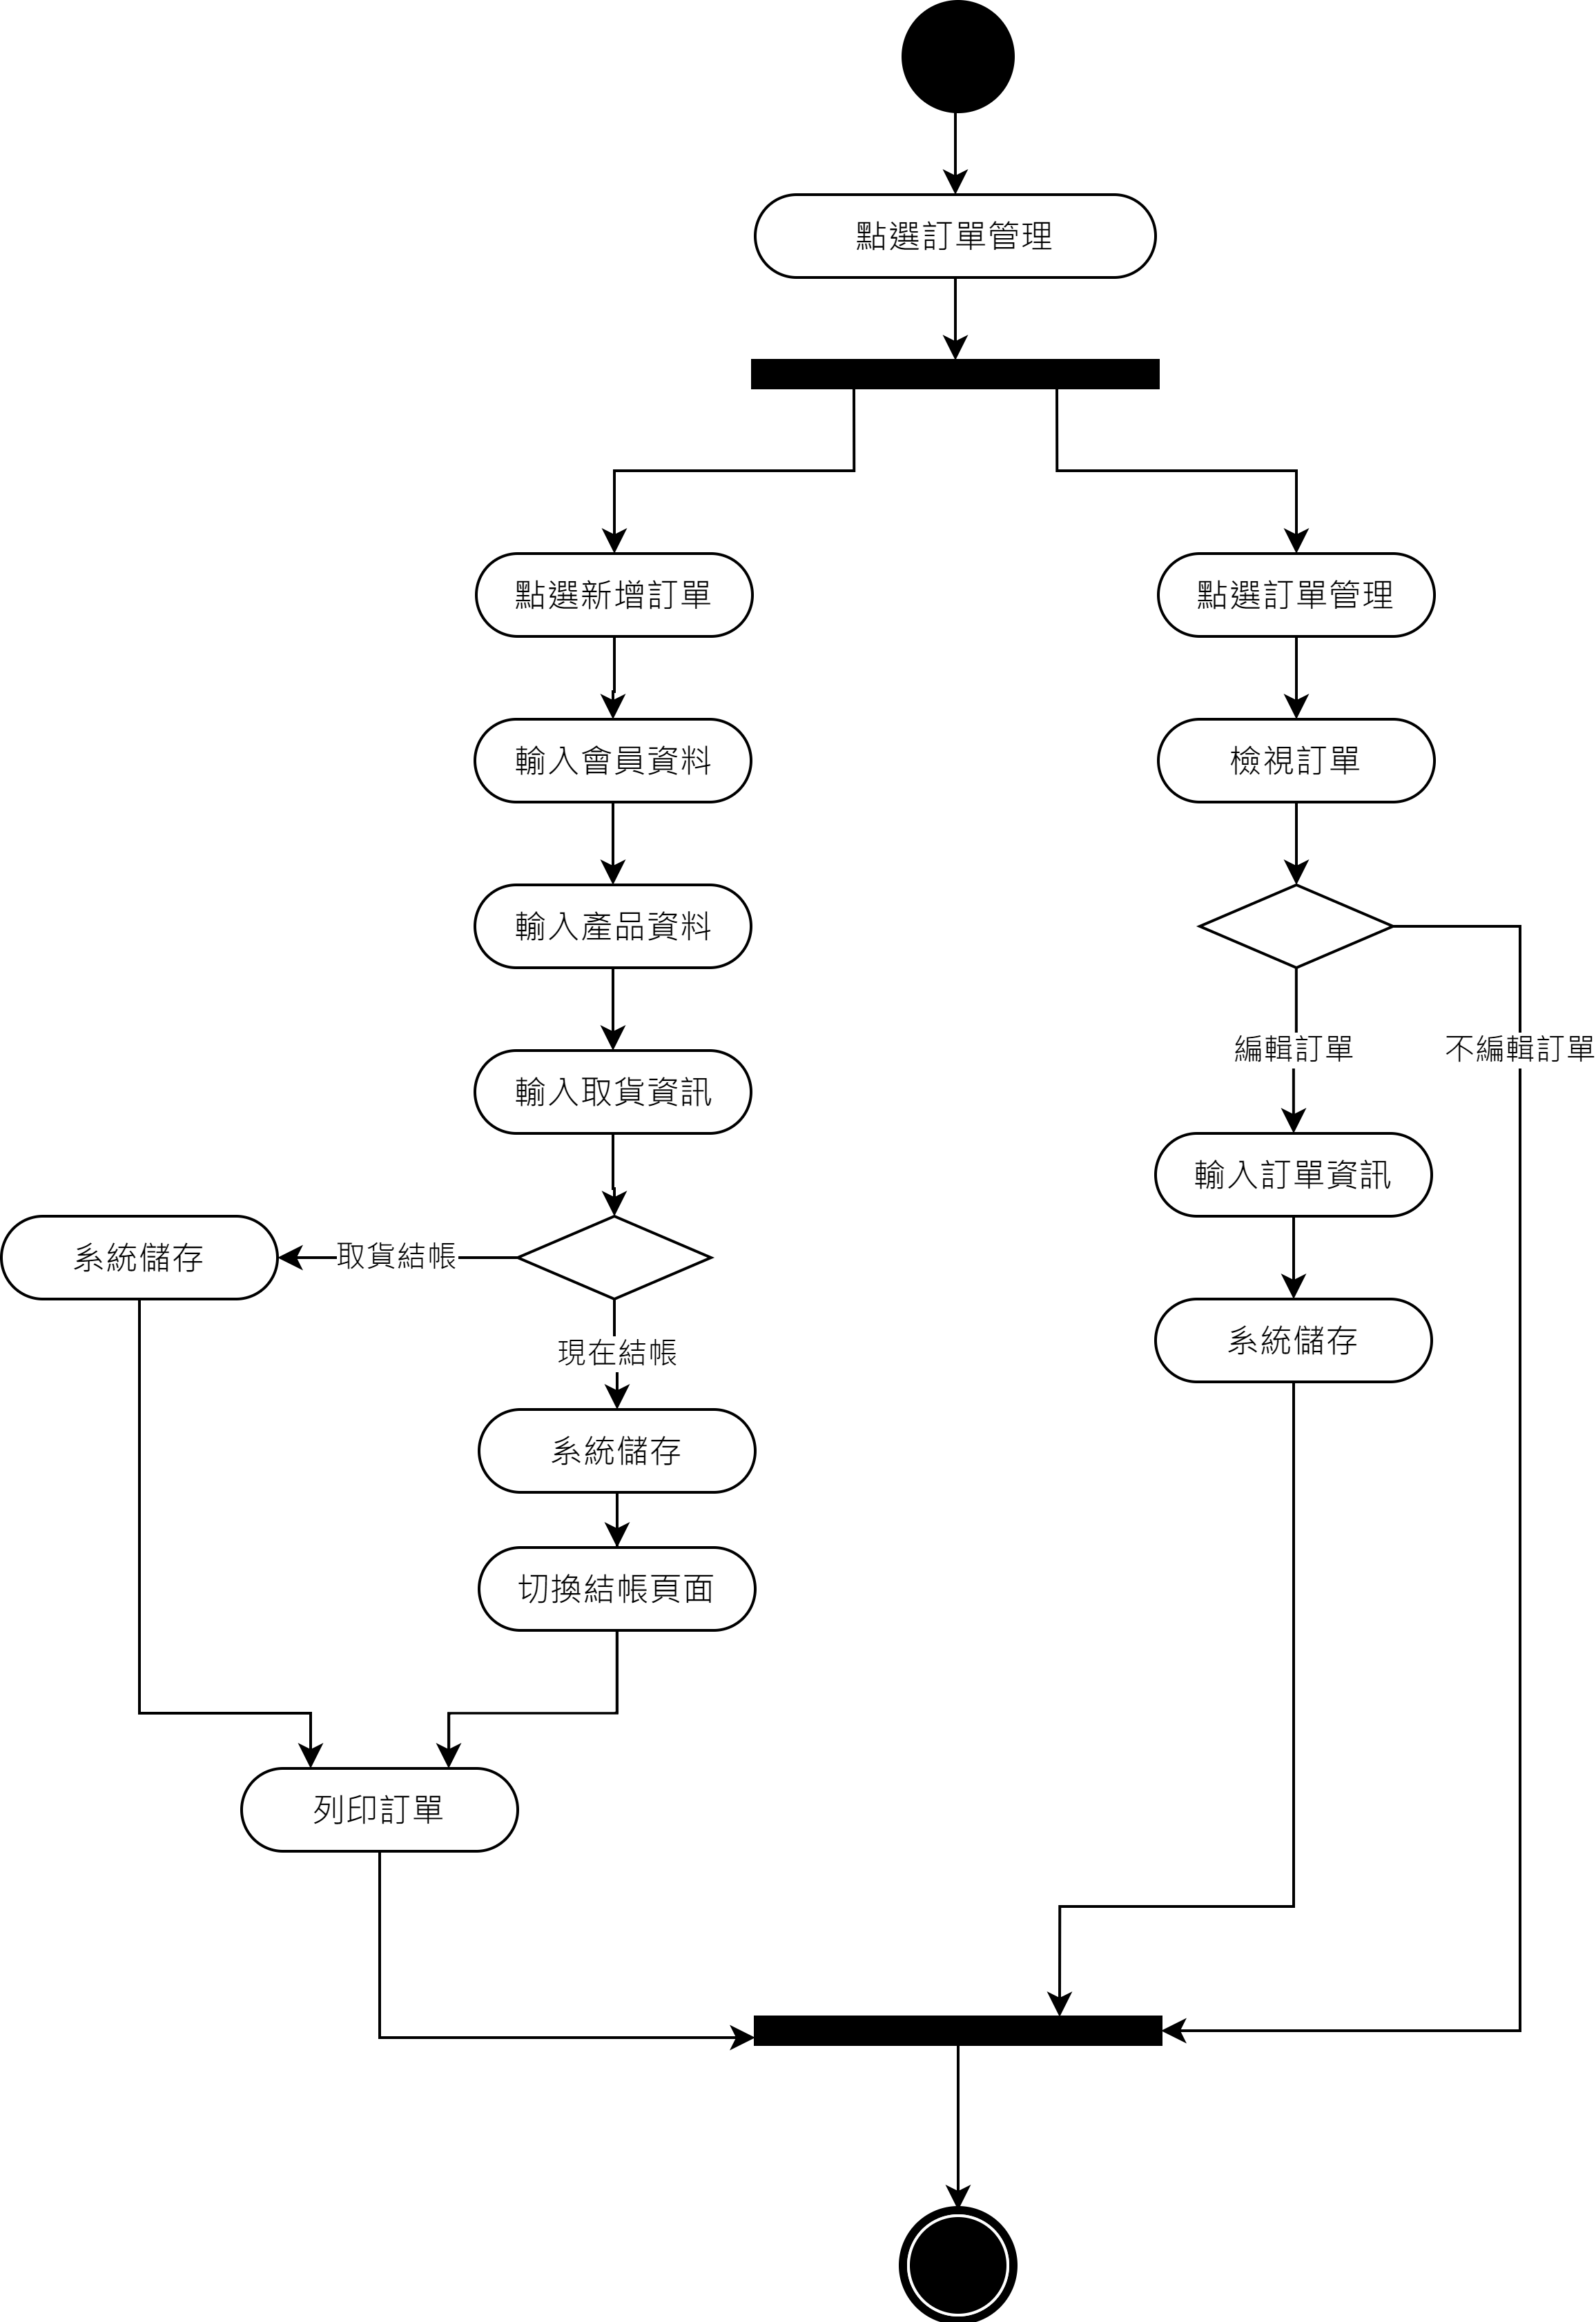 點選訂單管理
點選新增訂單
點選訂單管理
輸入會員資料
檢視訂單
輸入產品資料
編輯訂單
不編輯訂單
輸入取貨資訊
輸入訂單資訊
系統儲存
取貨結帳
現在結帳
系統儲存
系統儲存
切換結帳頁面
列印訂單